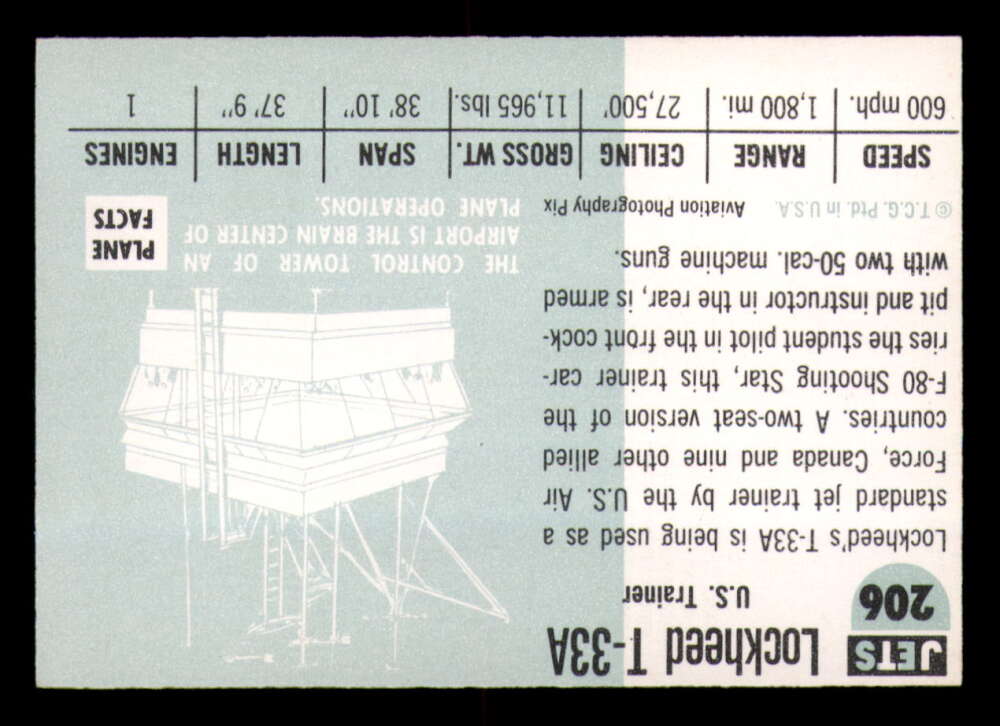 JETS
206
Lockheed T-33A
U.S. Trainer
Lockheed's T-33A is being used as a
standard jet trainer by the U.S. Air
Force, Canada and nine other allied
countries. A two-seat version of the
F-80 Shooting Star, this trainer car-
ries the student pilot in the front cock-
pit and instructor in the rear, is armed
with two 50-cal. machine guns.
© T.C.G. Ptd. in U.S.A. Aviation Photography Pix
THE CONTROL TOWER OF AN
AIRPORT IS THE BRAIN CENTER OF
PLANE OPERATIONS.
PLANE
FACTS
SPEED RANGE CEILING GROSS WT. SPAN LENGTH ENGINES
600 mph. 1,800 mi. 27,500' 11,965 lbs. 38' 10" 37' 9" 1